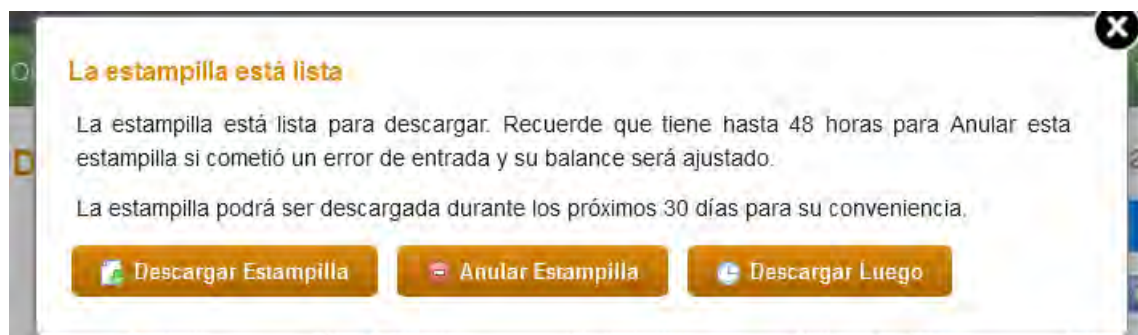 La estampilla está lista
La estampilla está lista para descargar. Recuerde que tiene hasta 48 horas para Anular esta
estampilla si cometió un error de entrada y su balance será ajustado.
La estampilla podrá ser descargada durante los próximos 30 días para su conveniencia.
Descargar Estampilla
Anular Estampilla
Descargar Luego